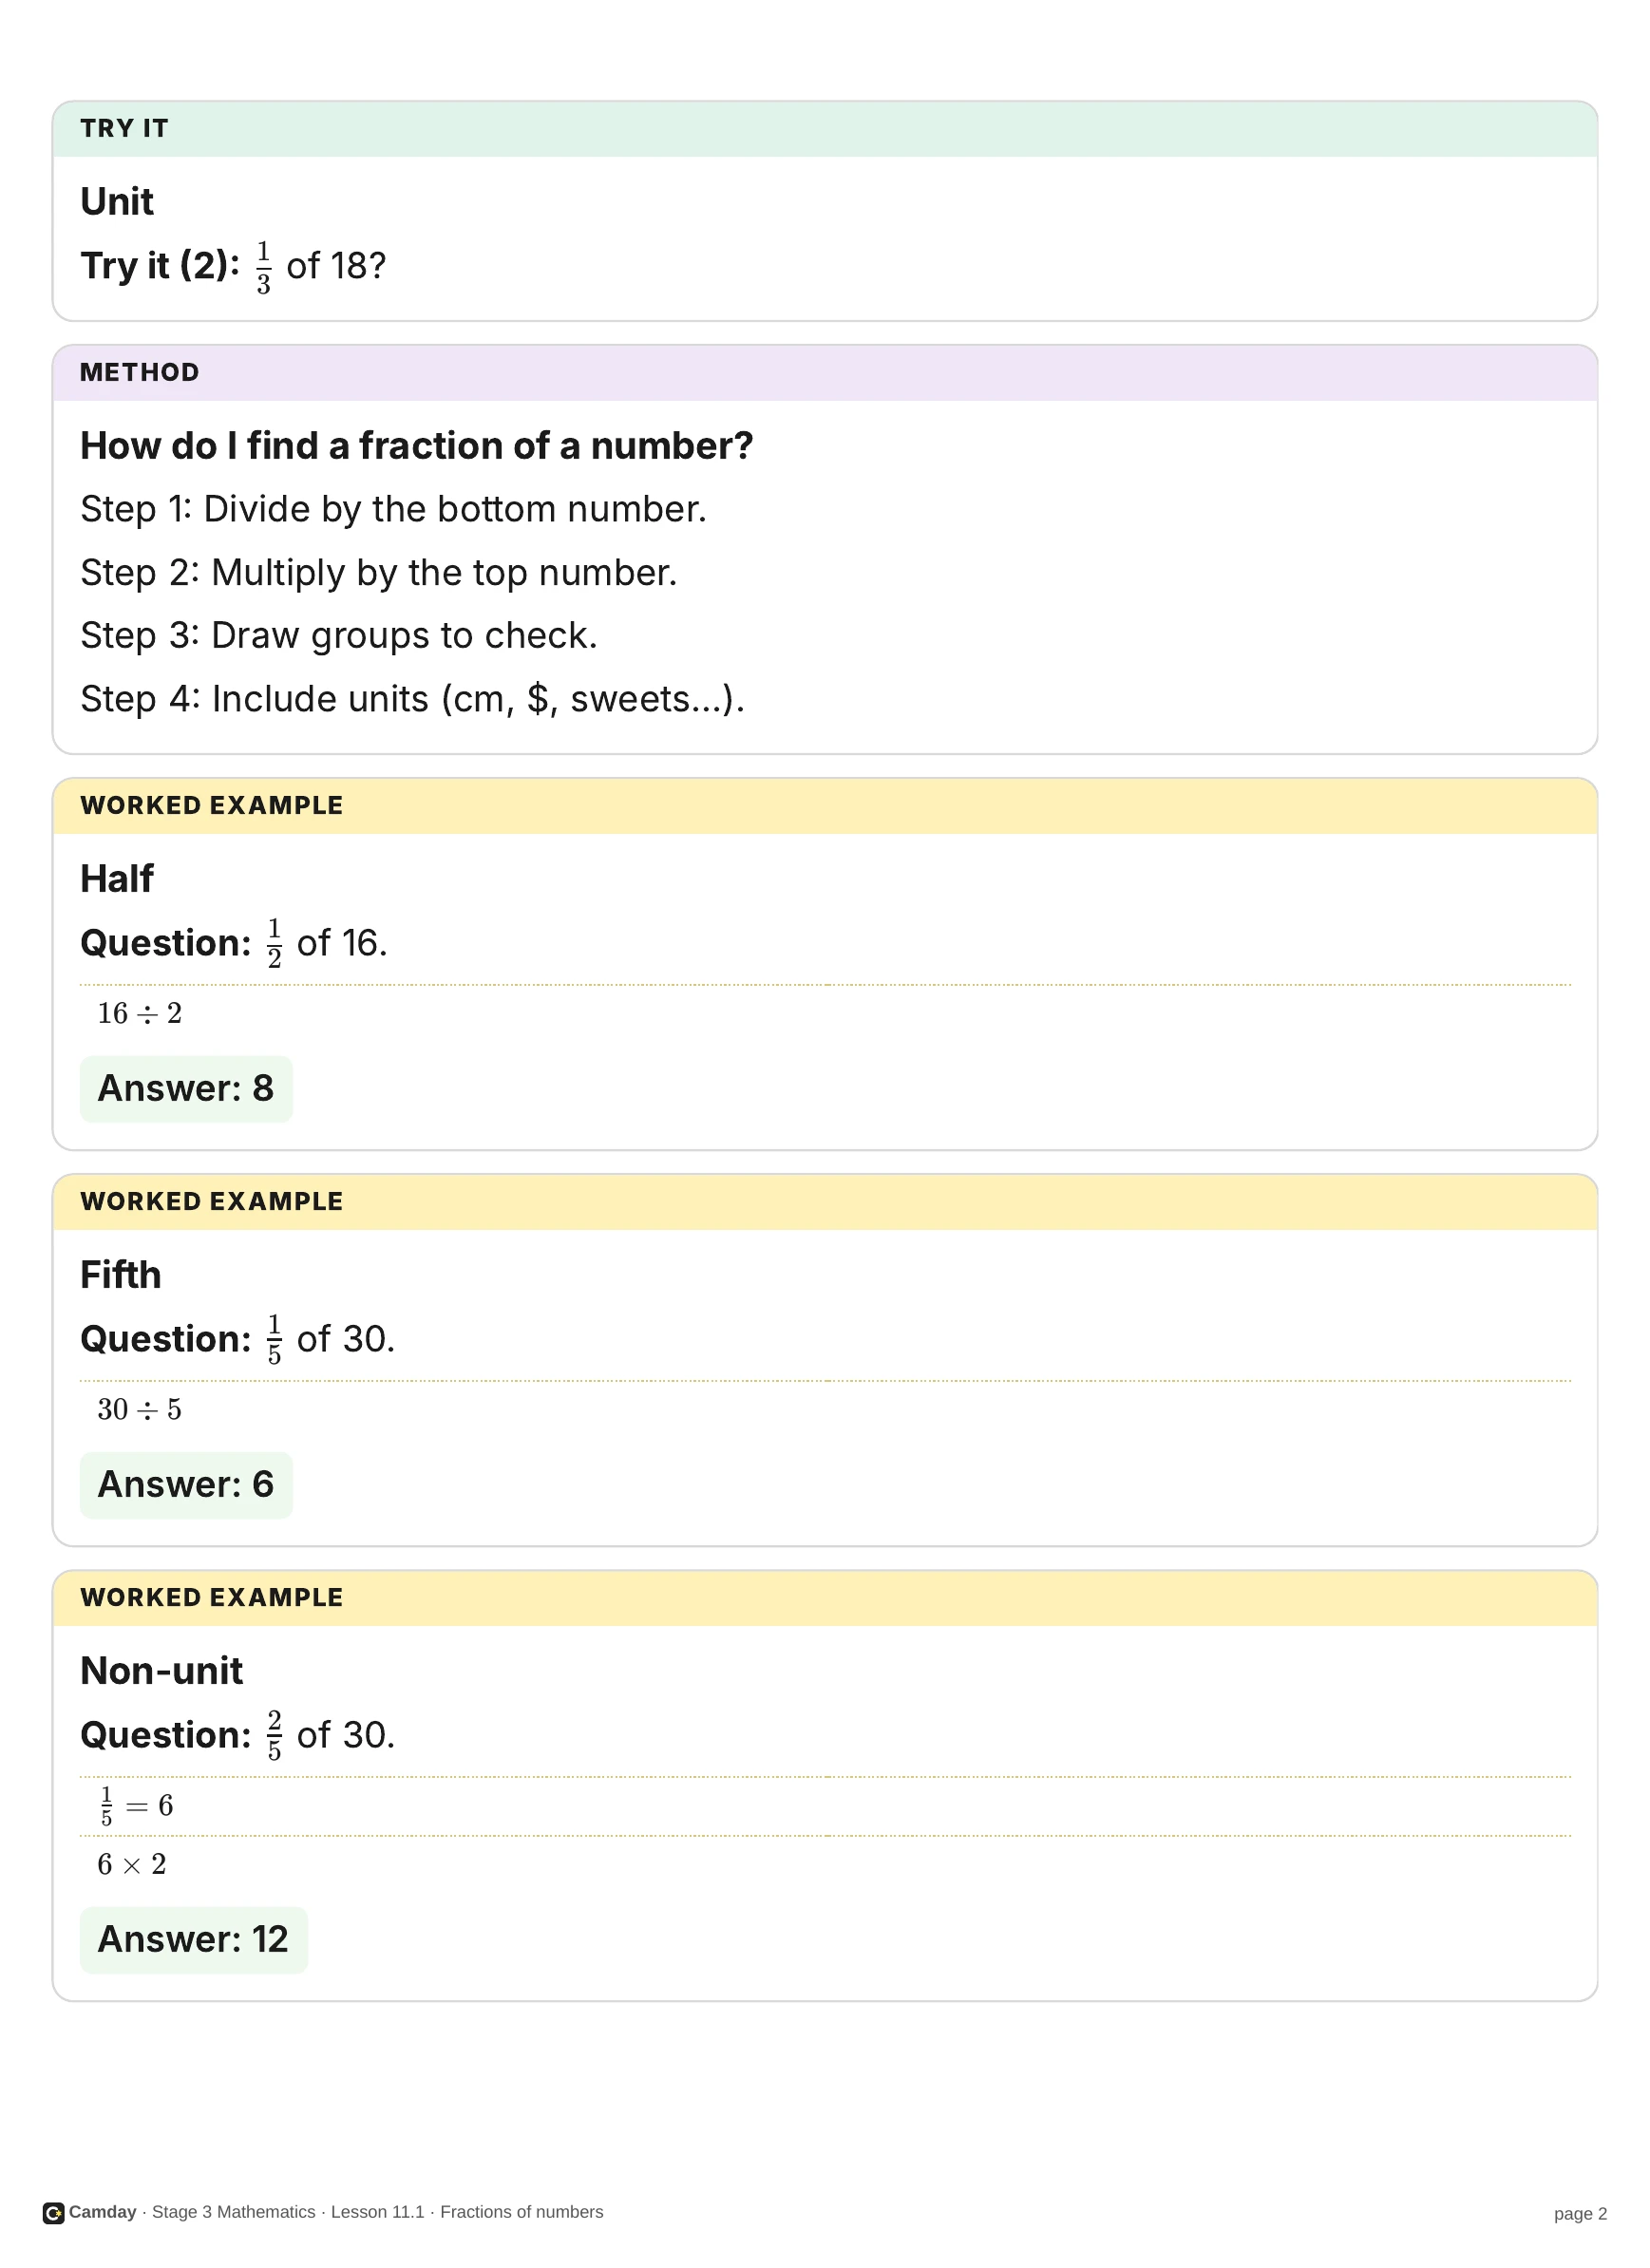 TRY IT
Unit
Try it (2): 1/3 of 18?
METHOD
How do I find a fraction of a number?
Step 1: Divide by the bottom number.
Step 2: Multiply by the top number.
Step 3: Draw groups to check.
Step 4: Include units (cm, $, sweets...).
WORKED EXAMPLE
Half
Question: 1/2 of 16.
16 ÷ 2
Answer: 8
WORKED EXAMPLE
Fifth
Question: 1/5 of 30.
30 ÷ 5
Answer: 6
WORKED EXAMPLE
Non-unit
Question: 2/5 of 30.
1/5 = 6
6 × 2
Answer: 12
Camday · Stage 3 Mathematics · Lesson 11.1 · Fractions of numbers
page 2